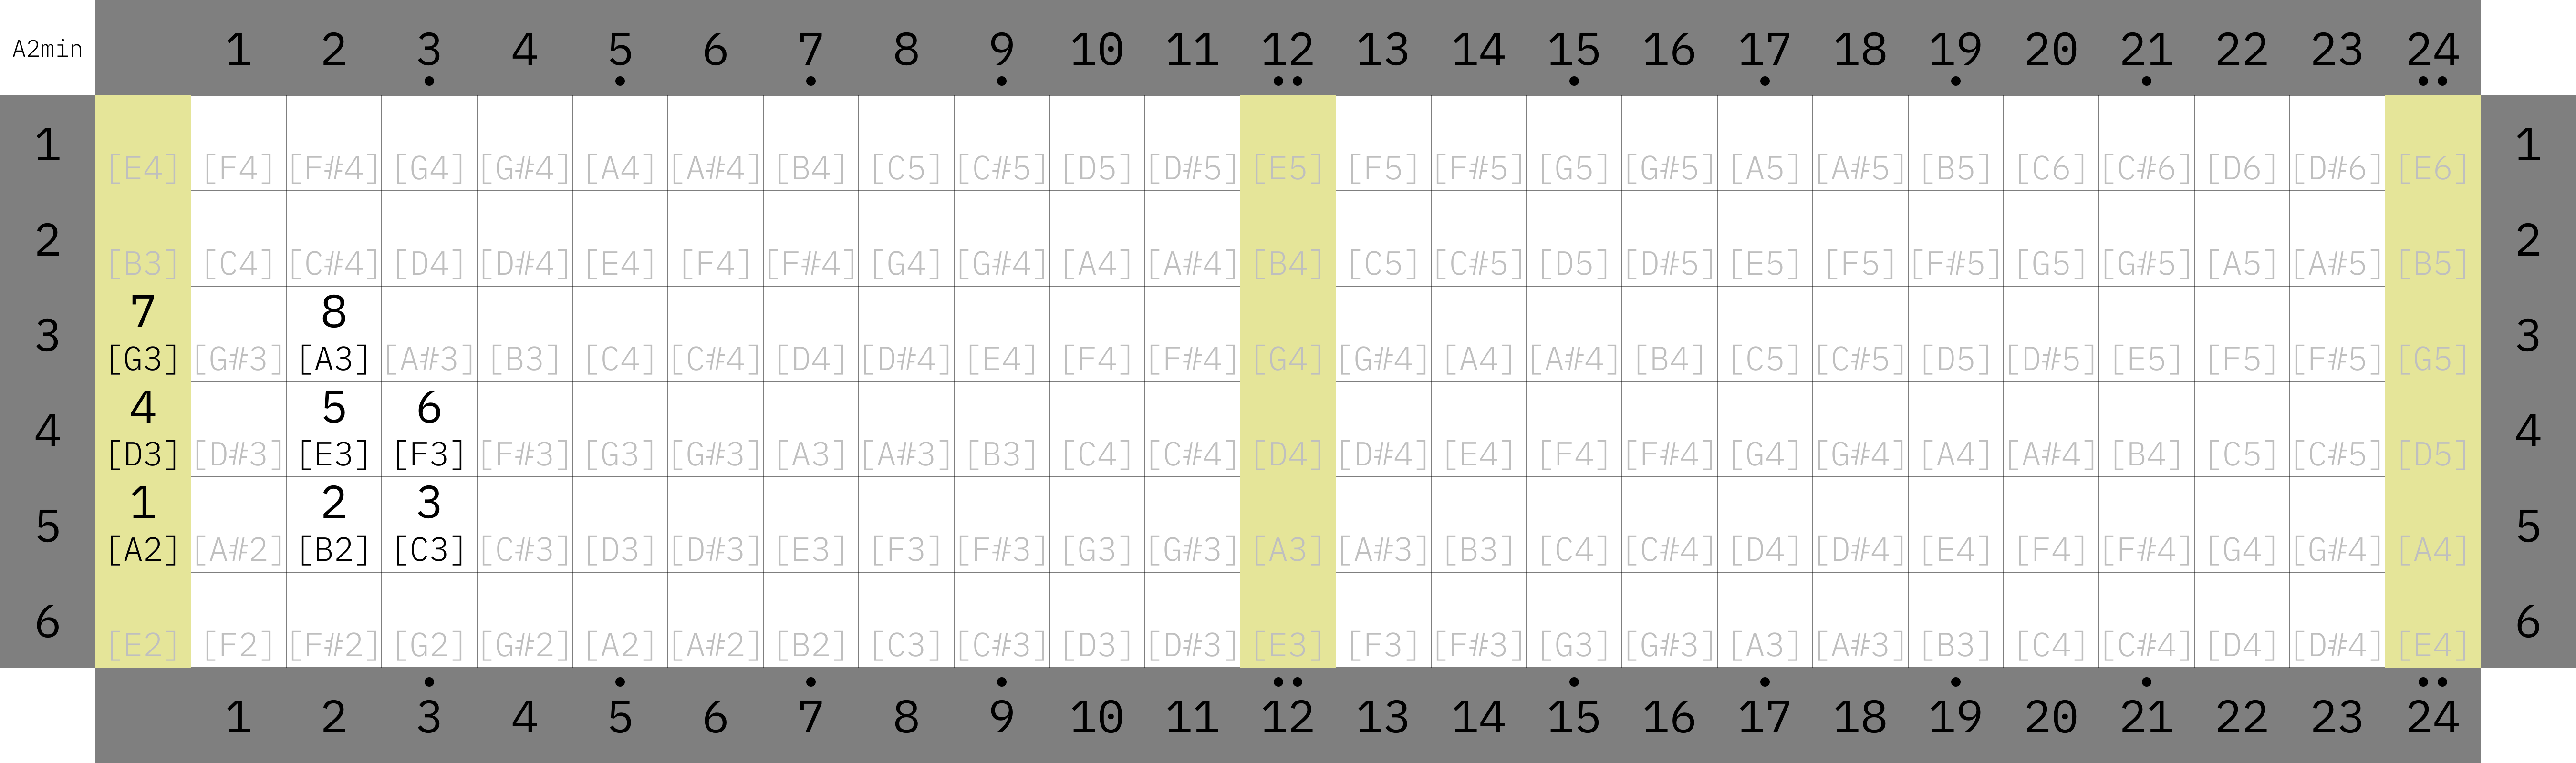 A2min 1 2 3 4 5 6 7 8 9 10 11 12 13 14 15 16 17 18 19 20 21 22 23 24
1 [E4] [F4] [F#4] [G4] [G#4] [A4] [A#4] [B4] [C5] [C#5] [D5] [D#5] [E5] [F5] [F#5] [G5] [G#5] [A5] [A#5] [B5] [C6] [C#6] [D6] [D#6] [E6] 1
2 [B3] [C4] [C#4] [D4] [D#4] [E4] [F4] [F#4] [G4] [G#4] [A4] [A#4] [B4] [C5] [C#5] [D5] [D#5] [E5] [F5] [F#5] [G5] [G#5] [A5] [A#5] [B5] 2
7 8
3 [G3] [G#3] [A3] [A#3] [B3] [C4] [C#4] [D4] [D#4] [E4] [F4] [F#4] [G4] [G#4] [A4] [A#4] [B4] [C5] [C#5] [D5] [D#5] [E5] [F5] [F#5] [G5] 3
4 5 6
4 [D3] [D#3] [E3] [F3] [F#3] [G3] [G#3] [A3] [A#3] [B3] [C4] [C#4] [D4] [D#4] [E4] [F4] [F#4] [G4] [G#4] [A4] [A#4] [B4] [C5] [C#5] [D5] 4
1 2 3
5 [A2] [A#2] [B2] [C3] [C#3] [D3] [D#3] [E3] [F3] [F#3] [G3] [G#3] [A3] [A#3] [B3] [C4] [C#4] [D4] [D#4] [E4] [F4] [F#4] [G4] [G#4] [A4] 5
6 [E2] [F2] [F#2] [G2] [G#2] [A2] [A#2] [B2] [C3] [C#3] [D3] [D#3] [E3] [F3] [F#3] [G3] [G#3] [A3] [A#3] [B3] [C4] [C#4] [D4] [D#4] [E4] 6
1 2 3 4 5 6 7 8 9 10 11 12 13 14 15 16 17 18 19 20 21 22 23 24